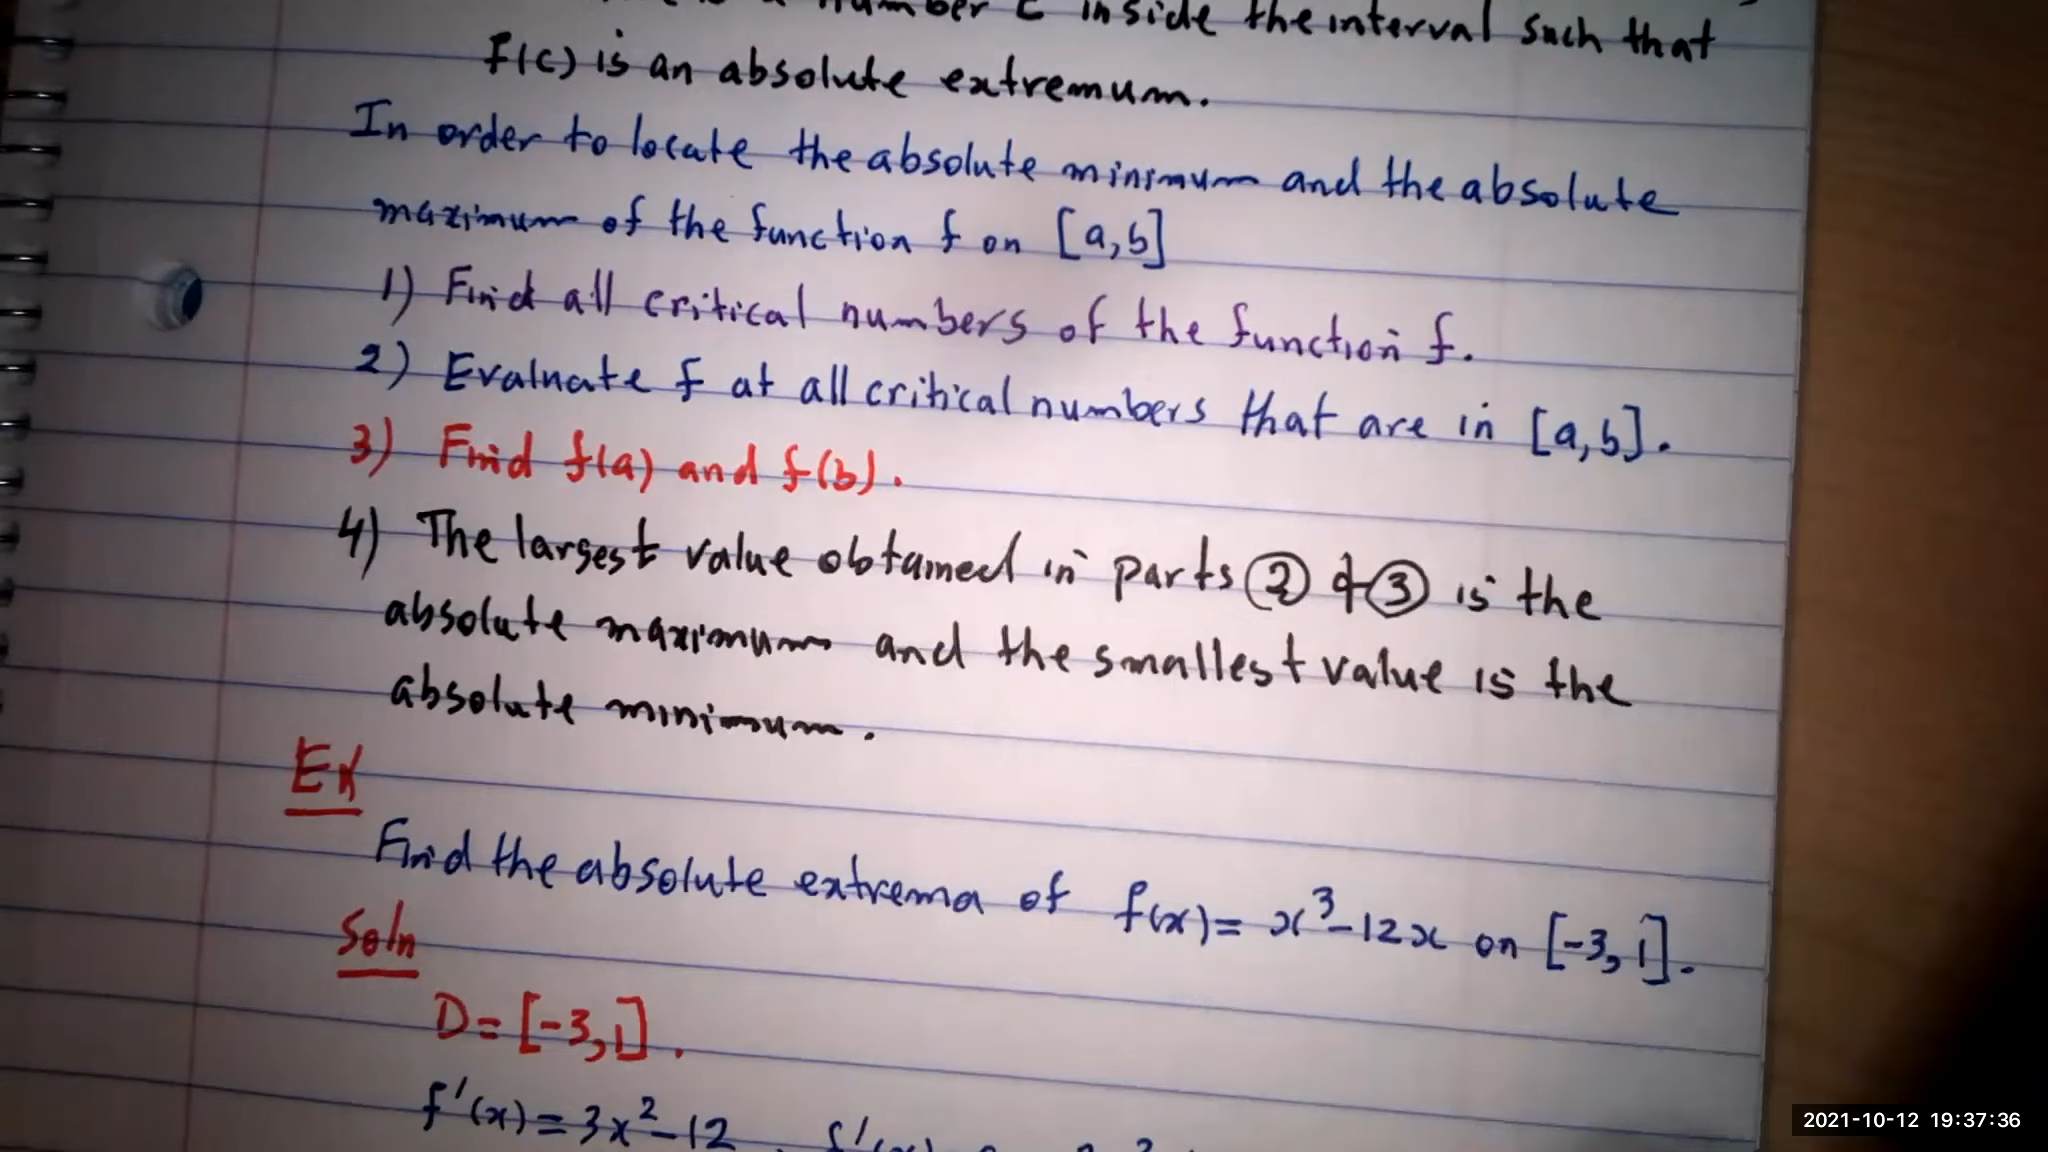 number c inside the interval such that
f(c) is an absolute extremum.
In order to locate the absolute minimum and the absolute
maximum of the function f on [a,b]
1) Find all critical numbers of the function f.
2) Evaluate f at all critical numbers that are in [a,b].
3) Find f(a) and f(b).
4) The largest value obtained in parts ② & ③ is the
absolute maximum and the smallest value is the
absolute minimum.
Ex
Find the absolute extrema of f(x)= x³-12x on [-3,1].
Soln
D=[-3,1].
f'(x)=3x²-12
2021-10-12 19:37:36